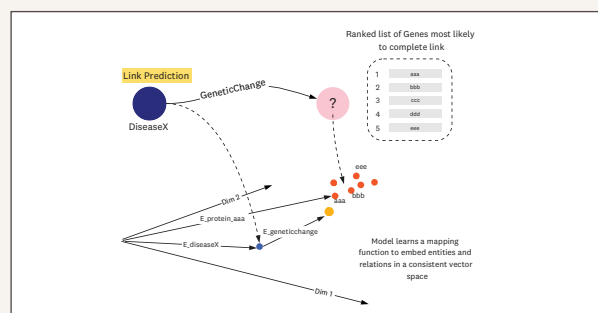 Ranked list of Genes most likely
to complete link
Link Prediction
GeneticChange
?
DiseaseX
1 aaa
2 bbb
3 ccc
4 ddd
5 eee
eee
aaa
bbb
Dim 2
E_protein_aaa
E_geneticchange
E_diseaseX
Model learns a mapping
function to embed entities and
relations in a consistent vector
space
Dim 1